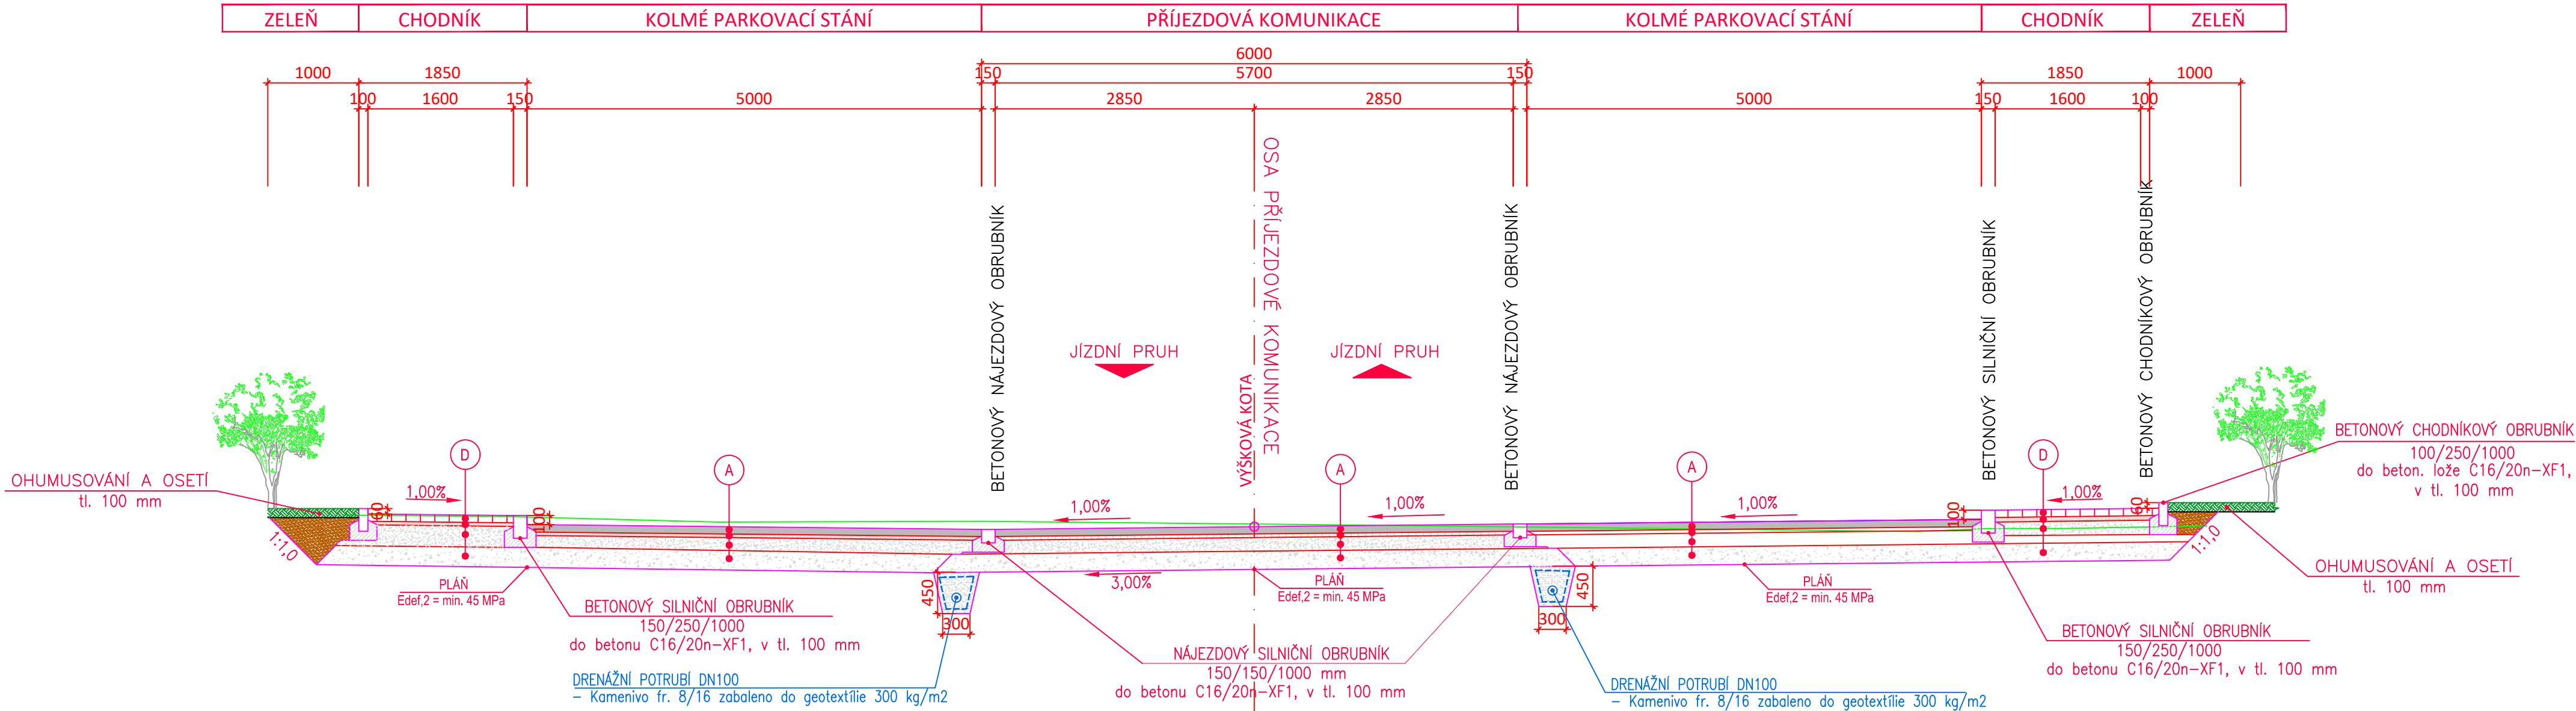 ZELEŇ
CHODNÍK
KOLMÉ PARKOVACÍ STÁNÍ
PŘÍJEZDOVÁ KOMUNIKACE
KOLMÉ PARKOVACÍ STÁNÍ
CHODNÍK
ZELEŇ
6000
1000
1850
150
5700
150
1850
1000
100
1600
150
5000
2850
2850
5000
150
1600
100
OSA PŘÍJEZDOVÉ KOMUNIKACE
VÝŠKOVÁ KOTA
BETONOVÝ NÁJEZDOVÝ OBRUBNÍK
BETONOVÝ NÁJEZDOVÝ OBRUBNÍK
BETONOVÝ SILNIČNÍ OBRUBNÍK
BETONOVÝ CHODNÍKOVÝ OBRUBNÍK
JÍZDNÍ PRUH
JÍZDNÍ PRUH
D
A
A
A
D
BETONOVÝ CHODNÍKOVÝ OBRUBNÍK
100/250/1000
do beton. lože C16/20n-XF1,
v tl. 100 mm
OHUMUSOVÁNÍ A OSETÍ
tl. 100 mm
1,00%
1,00%
1,00%
1,00%
1,00%
60
100
100
60
1:1,0
1:1,0
3,00%
PLÁŇ
Edef,2 = min. 45 MPa
PLÁŇ
Edef,2 = min. 45 MPa
PLÁŇ
Edef,2 = min. 45 MPa
450
300
450
300
OHUMUSOVÁNÍ A OSETÍ
tl. 100 mm
BETONOVÝ SILNIČNÍ OBRUBNÍK
150/250/1000
do betonu C16/20n-XF1, v tl. 100 mm
NÁJEZDOVÝ SILNIČNÍ OBRUBNÍK
150/150/1000 mm
do betonu C16/20n-XF1, v tl. 100 mm
BETONOVÝ SILNIČNÍ OBRUBNÍK
150/250/1000
do betonu C16/20n-XF1, v tl. 100 mm
DRENÁŽNÍ POTRUBÍ DN100
- Kamenivo fr. 8/16 zabaleno do geotextílie 300 kg/m2
DRENÁŽNÍ POTRUBÍ DN100
- Kamenivo fr. 8/16 zabaleno do geotextílie 300 kg/m2